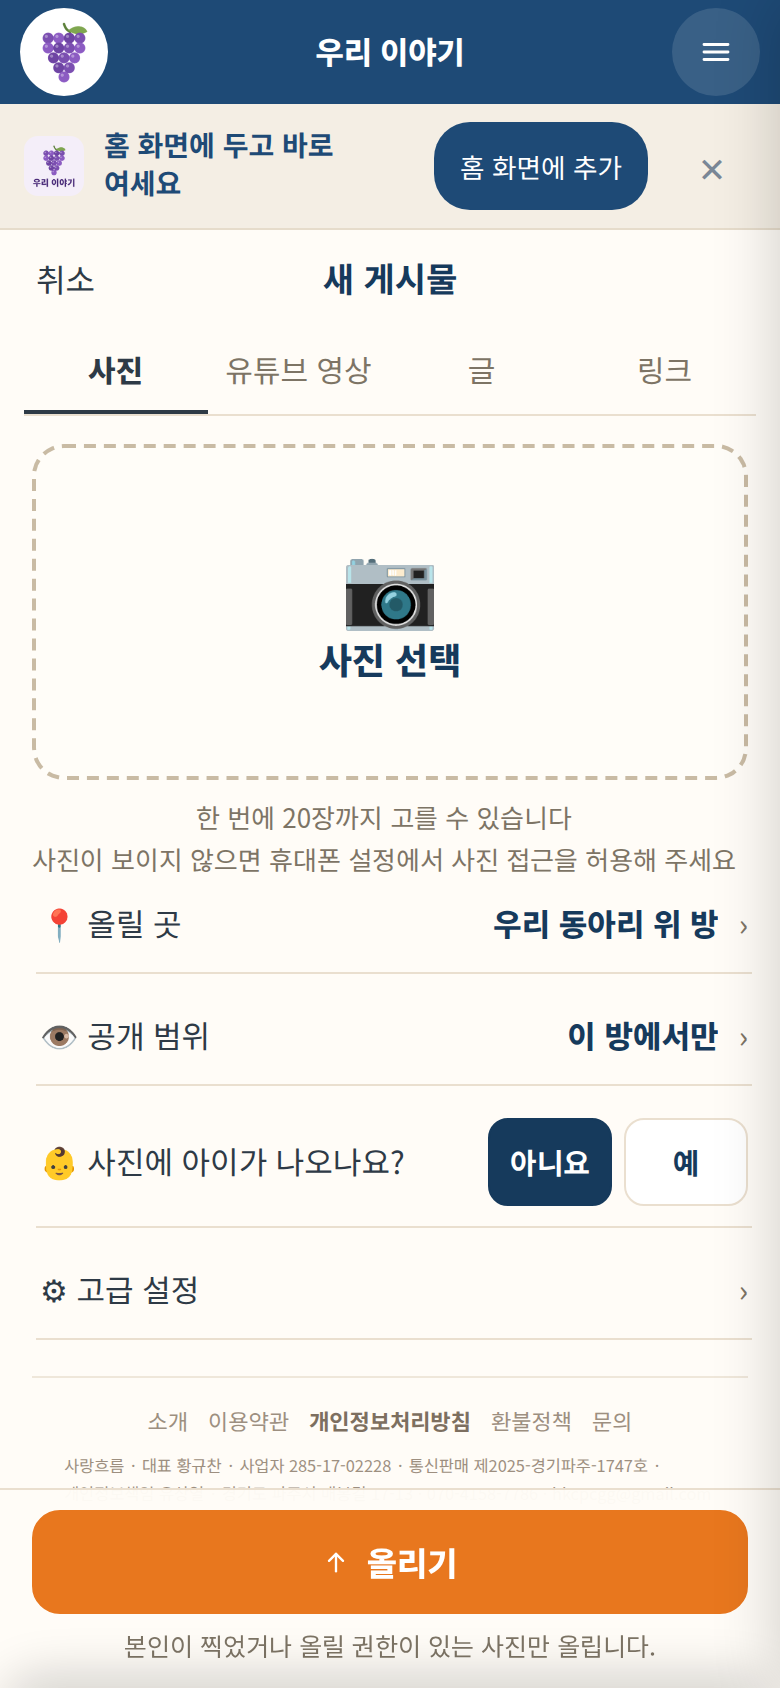 우리 이야기
홈 화면에 두고 바로
여세요
우리 이야기
홈 화면에 추가
✕
취소
새 게시물
사진
유튜브 영상
글
링크
사진 선택
한 번에 20장까지 고를 수 있습니다
사진이 보이지 않으면 휴대폰 설정에서 사진 접근을 허용해 주세요
올릴 곳
우리 동아리 위 방 ›
공개 범위
이 방에서만 ›
사진에 아이가 나오나요?
아니요
예
고급 설정 ›
소개 이용약관 개인정보처리방침 환불정책 문의
사랑흐름 · 대표 황규찬 · 사업자 285-17-02228 · 통신판매 제2025-경기파주-1747호 ·
↑ 올리기
본인이 찍었거나 올릴 권한이 있는 사진만 올립니다.